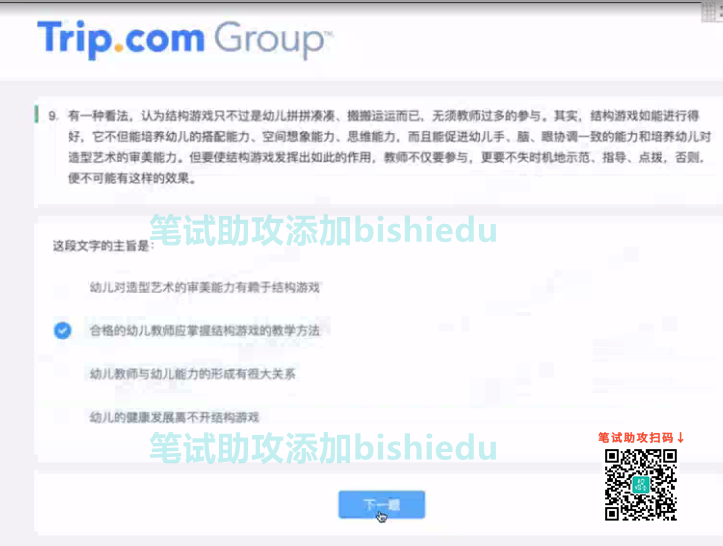 Trip.com Group™
9. 有一种看法，认为结构游戏只不过是幼儿拼拼凑凑、搬搬运运而已，无须教师过多的参与。其实，结构游戏如能进行得
好，它不但能培养幼儿的搭配能力、空间想象能力、思维能力，而且能促进幼儿手、脑、眼协调一致的能力和培养幼儿对
造型艺术的审美能力。但要使结构游戏发挥出如此的作用，教师不仅要参与，更要不失时机地示范、指导、点拨，否则，
便不可能有这样的效果。
笔试助攻添加bishiedu
这段文字的主旨是：
幼儿对造型艺术的审美能力有赖于结构游戏
合格的幼儿教师应掌握结构游戏的教学方法
幼儿教师与幼儿能力的形成有很大关系
幼儿的健康发展离不开结构游戏
笔试助攻扫码↓
笔试助攻添加bishiedu
下一题